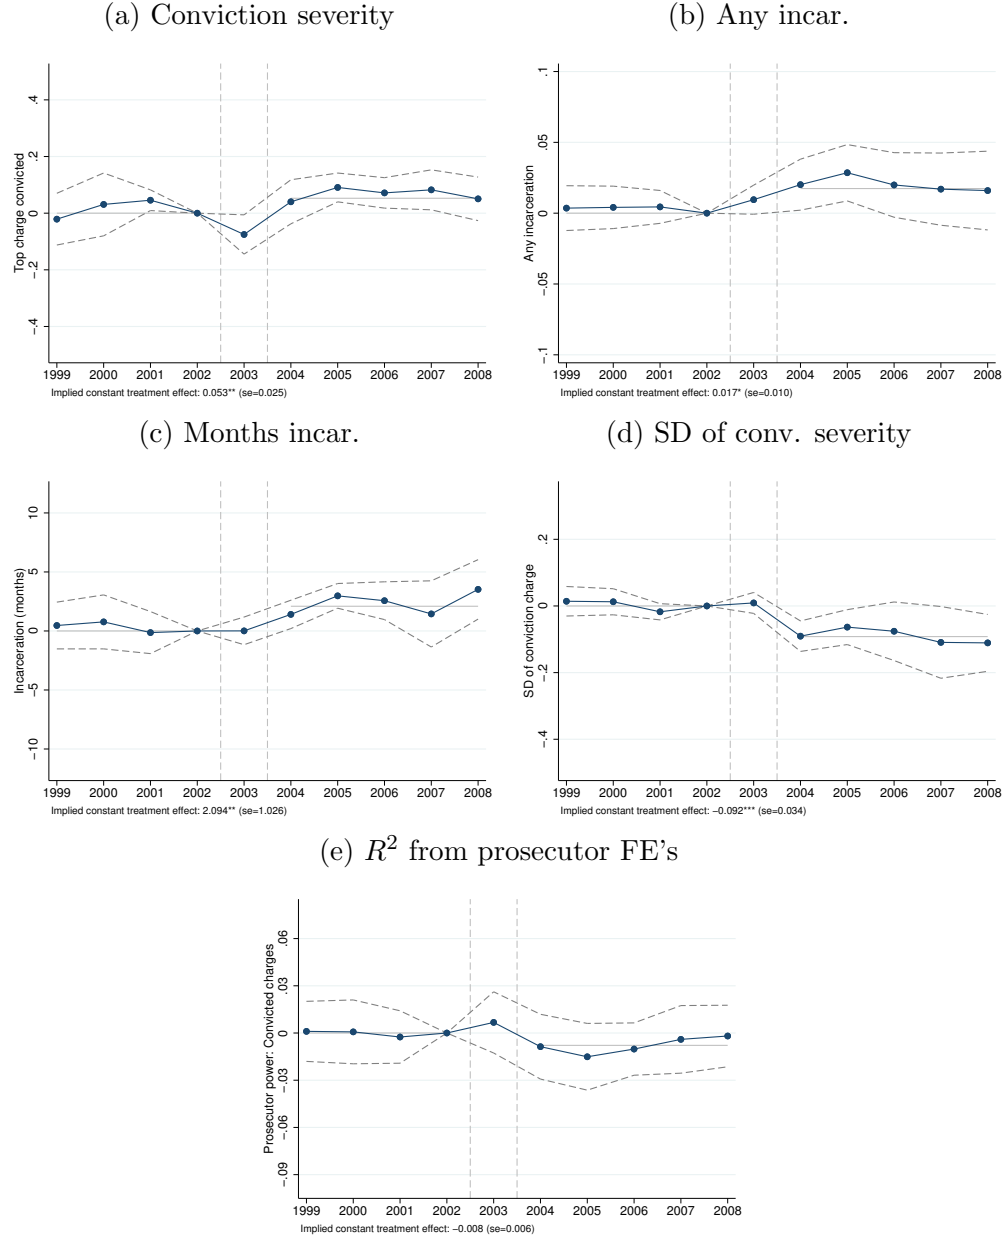 (a) Conviction severity
(b) Any incar.
Top charge convicted
.4
.2
0
−.2
−.4
1999 2000 2001 2002 2003 2004 2005 2006 2007 2008
Implied constant treatment effect: 0.053** (se=0.025)
Any incarceration
.1
.05
0
−.05
−.1
1999 2000 2001 2002 2003 2004 2005 2006 2007 2008
Implied constant treatment effect: 0.017* (se=0.010)
(c) Months incar.
(d) SD of conv. severity
Incarceration (months)
10
5
0
−5
−10
1999 2000 2001 2002 2003 2004 2005 2006 2007 2008
Implied constant treatment effect: 2.094** (se=1.026)
SD of conviction charge
.2
0
−.2
−.4
1999 2000 2001 2002 2003 2004 2005 2006 2007 2008
Implied constant treatment effect: −0.092*** (se=0.034)
(e) R² from prosecutor FE's
Prosecutor power: Convicted charges
.06
.03
0
−.03
−.06
−.09
1999 2000 2001 2002 2003 2004 2005 2006 2007 2008
Implied constant treatment effect: −0.008 (se=0.006)